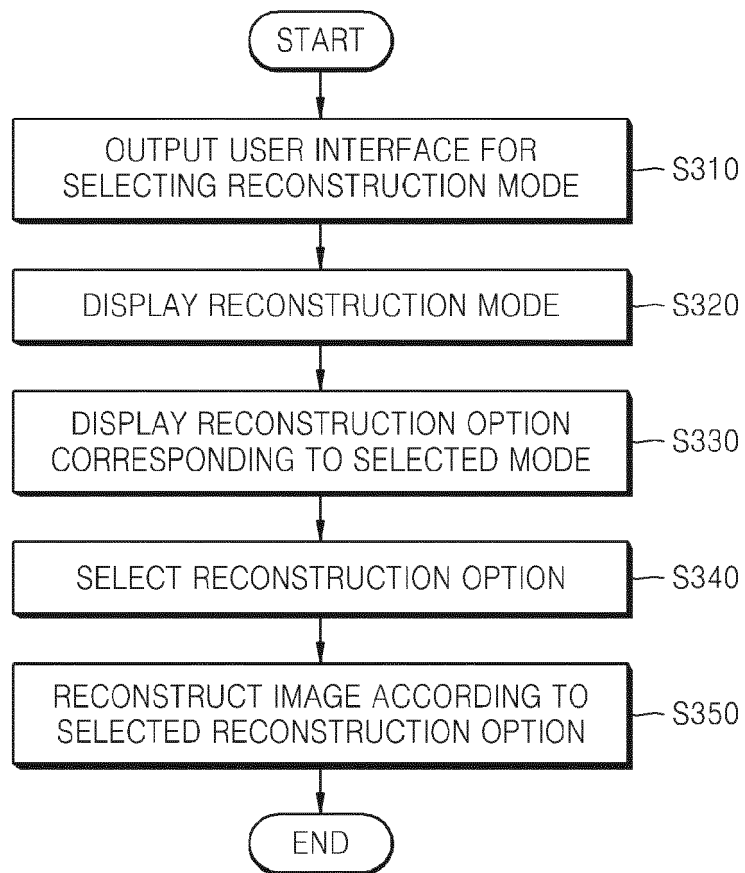 START
OUTPUT USER INTERFACE FOR
SELECTING RECONSTRUCTION MODE
S310
DISPLAY RECONSTRUCTION MODE
S320
DISPLAY RECONSTRUCTION OPTION
CORRESPONDING TO SELECTED MODE
S330
SELECT RECONSTRUCTION OPTION
S340
RECONSTRUCT IMAGE ACCORDING TO
SELECTED RECONSTRUCTION OPTION
S350
END